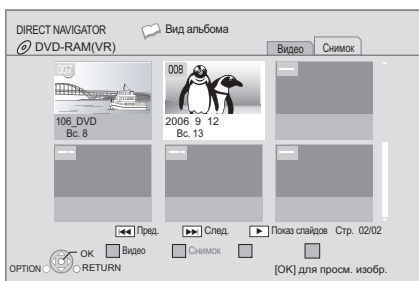 DIRECT NAVIGATOR Вид альбома
DVD-RAM(VR) Видео Снимок
007 008 ---
106_DVD 2006 9 12
Вс. 8 Вс. 13
--- --- ---
Пред. След. Показ слайдов Стр. 02/02
OK Видео Снимок
OPTION RETURN [OK] для просм. изобр.